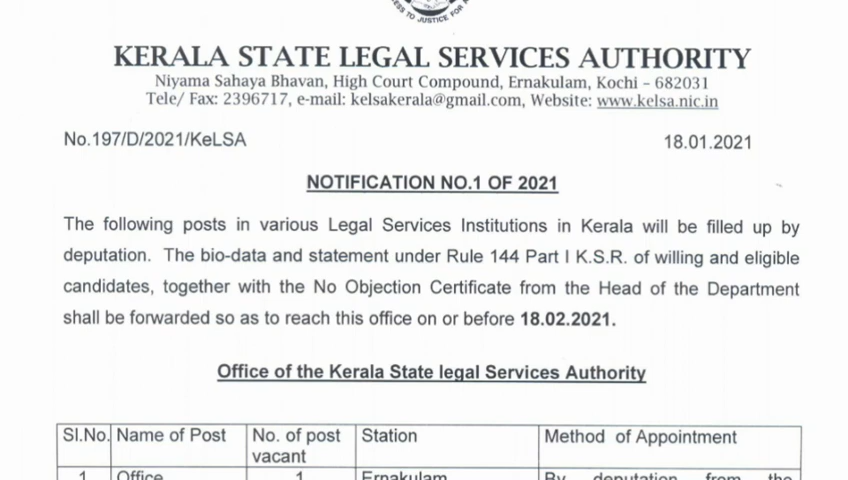 KERALA STATE LEGAL SERVICES AUTHORITY
Niyama Sahaya Bhavan, High Court Compound, Ernakulam, Kochi – 682031
Tele/ Fax: 2396717, e-mail: kelsakerala@gmail.com, Website: www.kelsa.nic.in
No.197/D/2021/KeLSA 18.01.2021
NOTIFICATION NO.1 OF 2021
The following posts in various Legal Services Institutions in Kerala will be filled up by
deputation. The bio-data and statement under Rule 144 Part I K.S.R. of willing and eligible
candidates, together with the No Objection Certificate from the Head of the Department
shall be forwarded so as to reach this office on or before 18.02.2021.
Office of the Kerala State legal Services Authority
Sl.No. Name of Post No. of post Station Method of Appointment
vacant
1 Office 1 Ernakulam By deputation from the